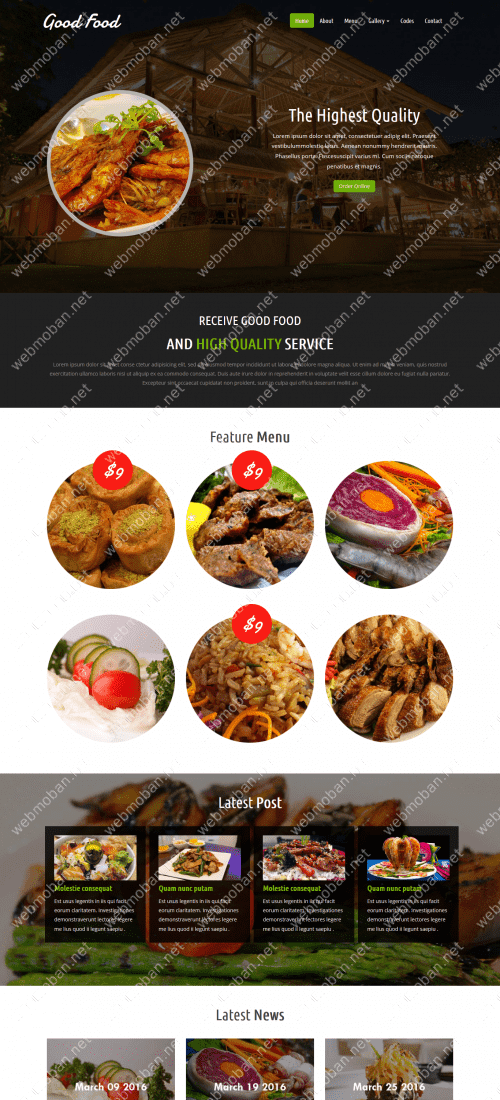 Good Food
Home About Menu Gallery Codes Contact
The Highest Quality
Lorem ipsum dolor sit amet, consectetuer adipig elit. Praesent
vestibulummolestie lacus. Aenean nonummy hendrerit mauris.
Phasellus porta. Fusceuscipit varius mi. Cum sociis natoque
penatibus et magnis.
Order Online
RECEIVE GOOD FOOD
AND HIGH QUALITY SERVICE
Lorem ipsum dolor sit amet conse ctetur adipisicing elit, sed do eiusmod tempor incididunt ut labore et dolore magna aliqua. Ut enim ad minim veniam, quis nostrud
exercitation ullamco laboris nisi ut aliquip ex ea commodo consequat. Duis aute irure dolor in reprehenderit in voluptate velit esse cillum dolore eu fugiat nulla pariatur.
Excepteur sint occaecat cupidatat non proident, sunt in culpa qui officia deserunt mollit an
Feature Menu
$9 $9
$9
Latest Post
Molestie consequat
Est usus legentis in iis qui facit
eorum claritatem. Investigationes
demonstraverunt lectores legere
me lius quod ii legunt saepiu .
Quam nunc putam
Est usus legentis in iis qui facit
eorum claritatem. Investigationes
demonstraverunt lectores legere
me lius quod ii legunt saepiu .
Molestie consequat
Est usus legentis in iis qui facit
eorum claritatem. Investigationes
demonstraverunt lectores legere
me lius quod ii legunt saepiu .
Quam nunc putam
Est usus legentis in iis qui facit
eorum claritatem. Investigationes
demonstraverunt lectores legere
me lius quod ii legunt saepiu .
Latest News
March 09 2016 March 19 2016 March 25 2016
webmoban.net